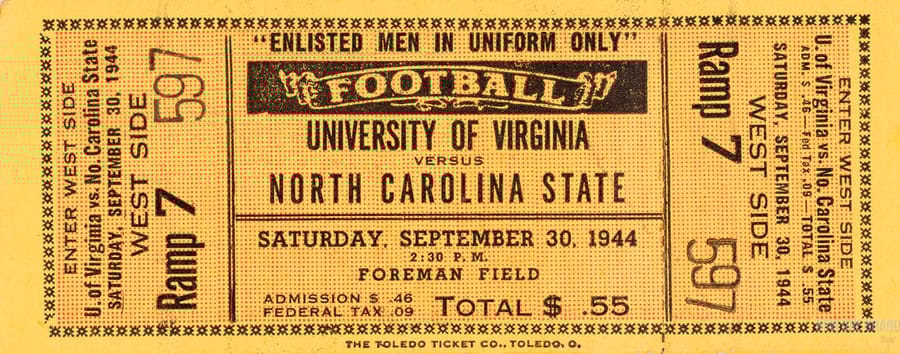 ENTER WEST SIDE
U. of Virginia vs. No. Carolina State
SATURDAY, SEPTEMBER 30, 1944
WEST SIDE
Ramp 7
597
"ENLISTED MEN IN UNIFORM ONLY"
FOOTBALL
UNIVERSITY OF VIRGINIA
VERSUS
NORTH CAROLINA STATE
SATURDAY, SEPTEMBER 30, 1944
2:30 P.M.
FOREMAN FIELD
ADMISSION $ .46
FEDERAL TAX .09
TOTAL $ .55
THE TOLEDO TICKET CO., TOLEDO, O.
ENTER WEST SIDE
U. of Virginia vs. No. Carolina State
ADM. $ .46—Fed Tax .09—TOTAL $ .55
SATURDAY, SEPTEMBER 30, 1944
WEST SIDE
Ramp 7
597